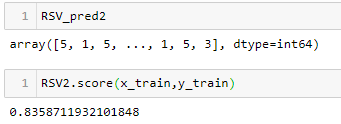 1 RSV_pred2
array([5, 1, 5, ..., 1, 5, 3], dtype=int64)
1 RSV2.score(x_train,y_train)
0.8358711932101848